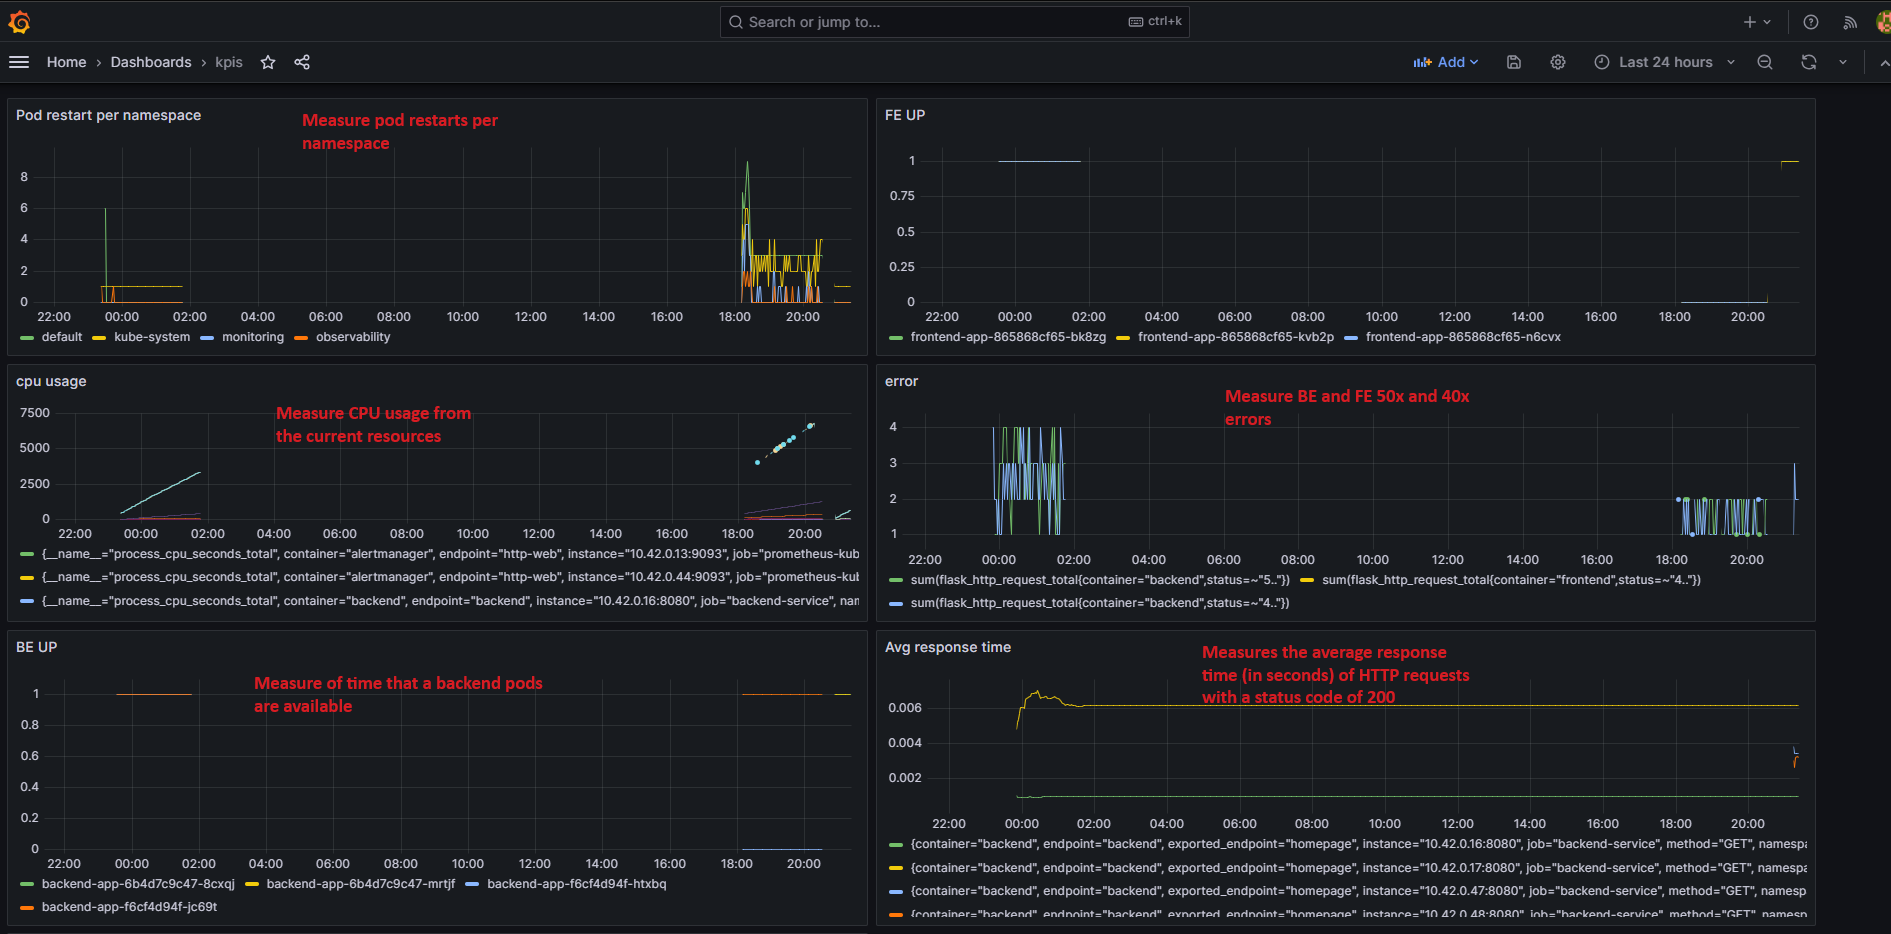 Search or jump to...
ctrl+k
Home › Dashboards › kpis
Add
Last 24 hours
Pod restart per namespace
Measure pod restarts per
namespace
8
6
4
2
0
22:00 00:00 02:00 04:00 06:00 08:00 10:00 12:00 14:00 16:00 18:00 20:00
default kube-system monitoring observability
FE UP
1
0.75
0.5
0.25
0
22:00 00:00 02:00 04:00 06:00 08:00 10:00 12:00 14:00 16:00 18:00 20:00
frontend-app-865868cf65-bk8zg frontend-app-865868cf65-kvb2p frontend-app-865868cf65-n6cvx
cpu usage
Measure CPU usage from
the current resources
7500
5000
2500
0
22:00 00:00 02:00 04:00 06:00 08:00 10:00 12:00 14:00 16:00 18:00 20:00
{__name__="process_cpu_seconds_total", container="alertmanager", endpoint="http-web", instance="10.42.0.13:9093", job="prometheus-kub
{__name__="process_cpu_seconds_total", container="alertmanager", endpoint="http-web", instance="10.42.0.44:9093", job="prometheus-kub
{__name__="process_cpu_seconds_total", container="backend", endpoint="backend", instance="10.42.0.16:8080", job="backend-service", nam
error
Measure BE and FE 50x and 40x
errors
4
3
2
1
22:00 00:00 02:00 04:00 06:00 08:00 10:00 12:00 14:00 16:00 18:00 20:00
sum(flask_http_request_total{container="backend",status=~"5.."}) sum(flask_http_request_total{container="frontend",status=~"4.."})
sum(flask_http_request_total{container="backend",status=~"4.."})
BE UP
Measure of time that a backend pods
are available
1
0.8
0.6
0.4
0.2
0
22:00 00:00 02:00 04:00 06:00 08:00 10:00 12:00 14:00 16:00 18:00 20:00
backend-app-6b4d7c9c47-8cxqj backend-app-6b4d7c9c47-mrtjf backend-app-f6cf4d94f-htxbq
backend-app-f6cf4d94f-jc69t
Avg response time
Measures the average response
time (in seconds) of HTTP requests
with a status code of 200
0.006
0.004
0.002
22:00 00:00 02:00 04:00 06:00 08:00 10:00 12:00 14:00 16:00 18:00 20:00
{container="backend", endpoint="backend", exported_endpoint="homepage", instance="10.42.0.16:8080", job="backend-service", method="GET", namespa
{container="backend", endpoint="backend", exported_endpoint="homepage", instance="10.42.0.17:8080", job="backend-service", method="GET", namespa
{container="backend", endpoint="backend", exported_endpoint="homepage", instance="10.42.0.47:8080", job="backend-service", method="GET", namesp
{container="backend", endpoint="backend", exported_endpoint="homepage", instance="10.42.0.48:8080", job="backend-service", method="GET", namesp